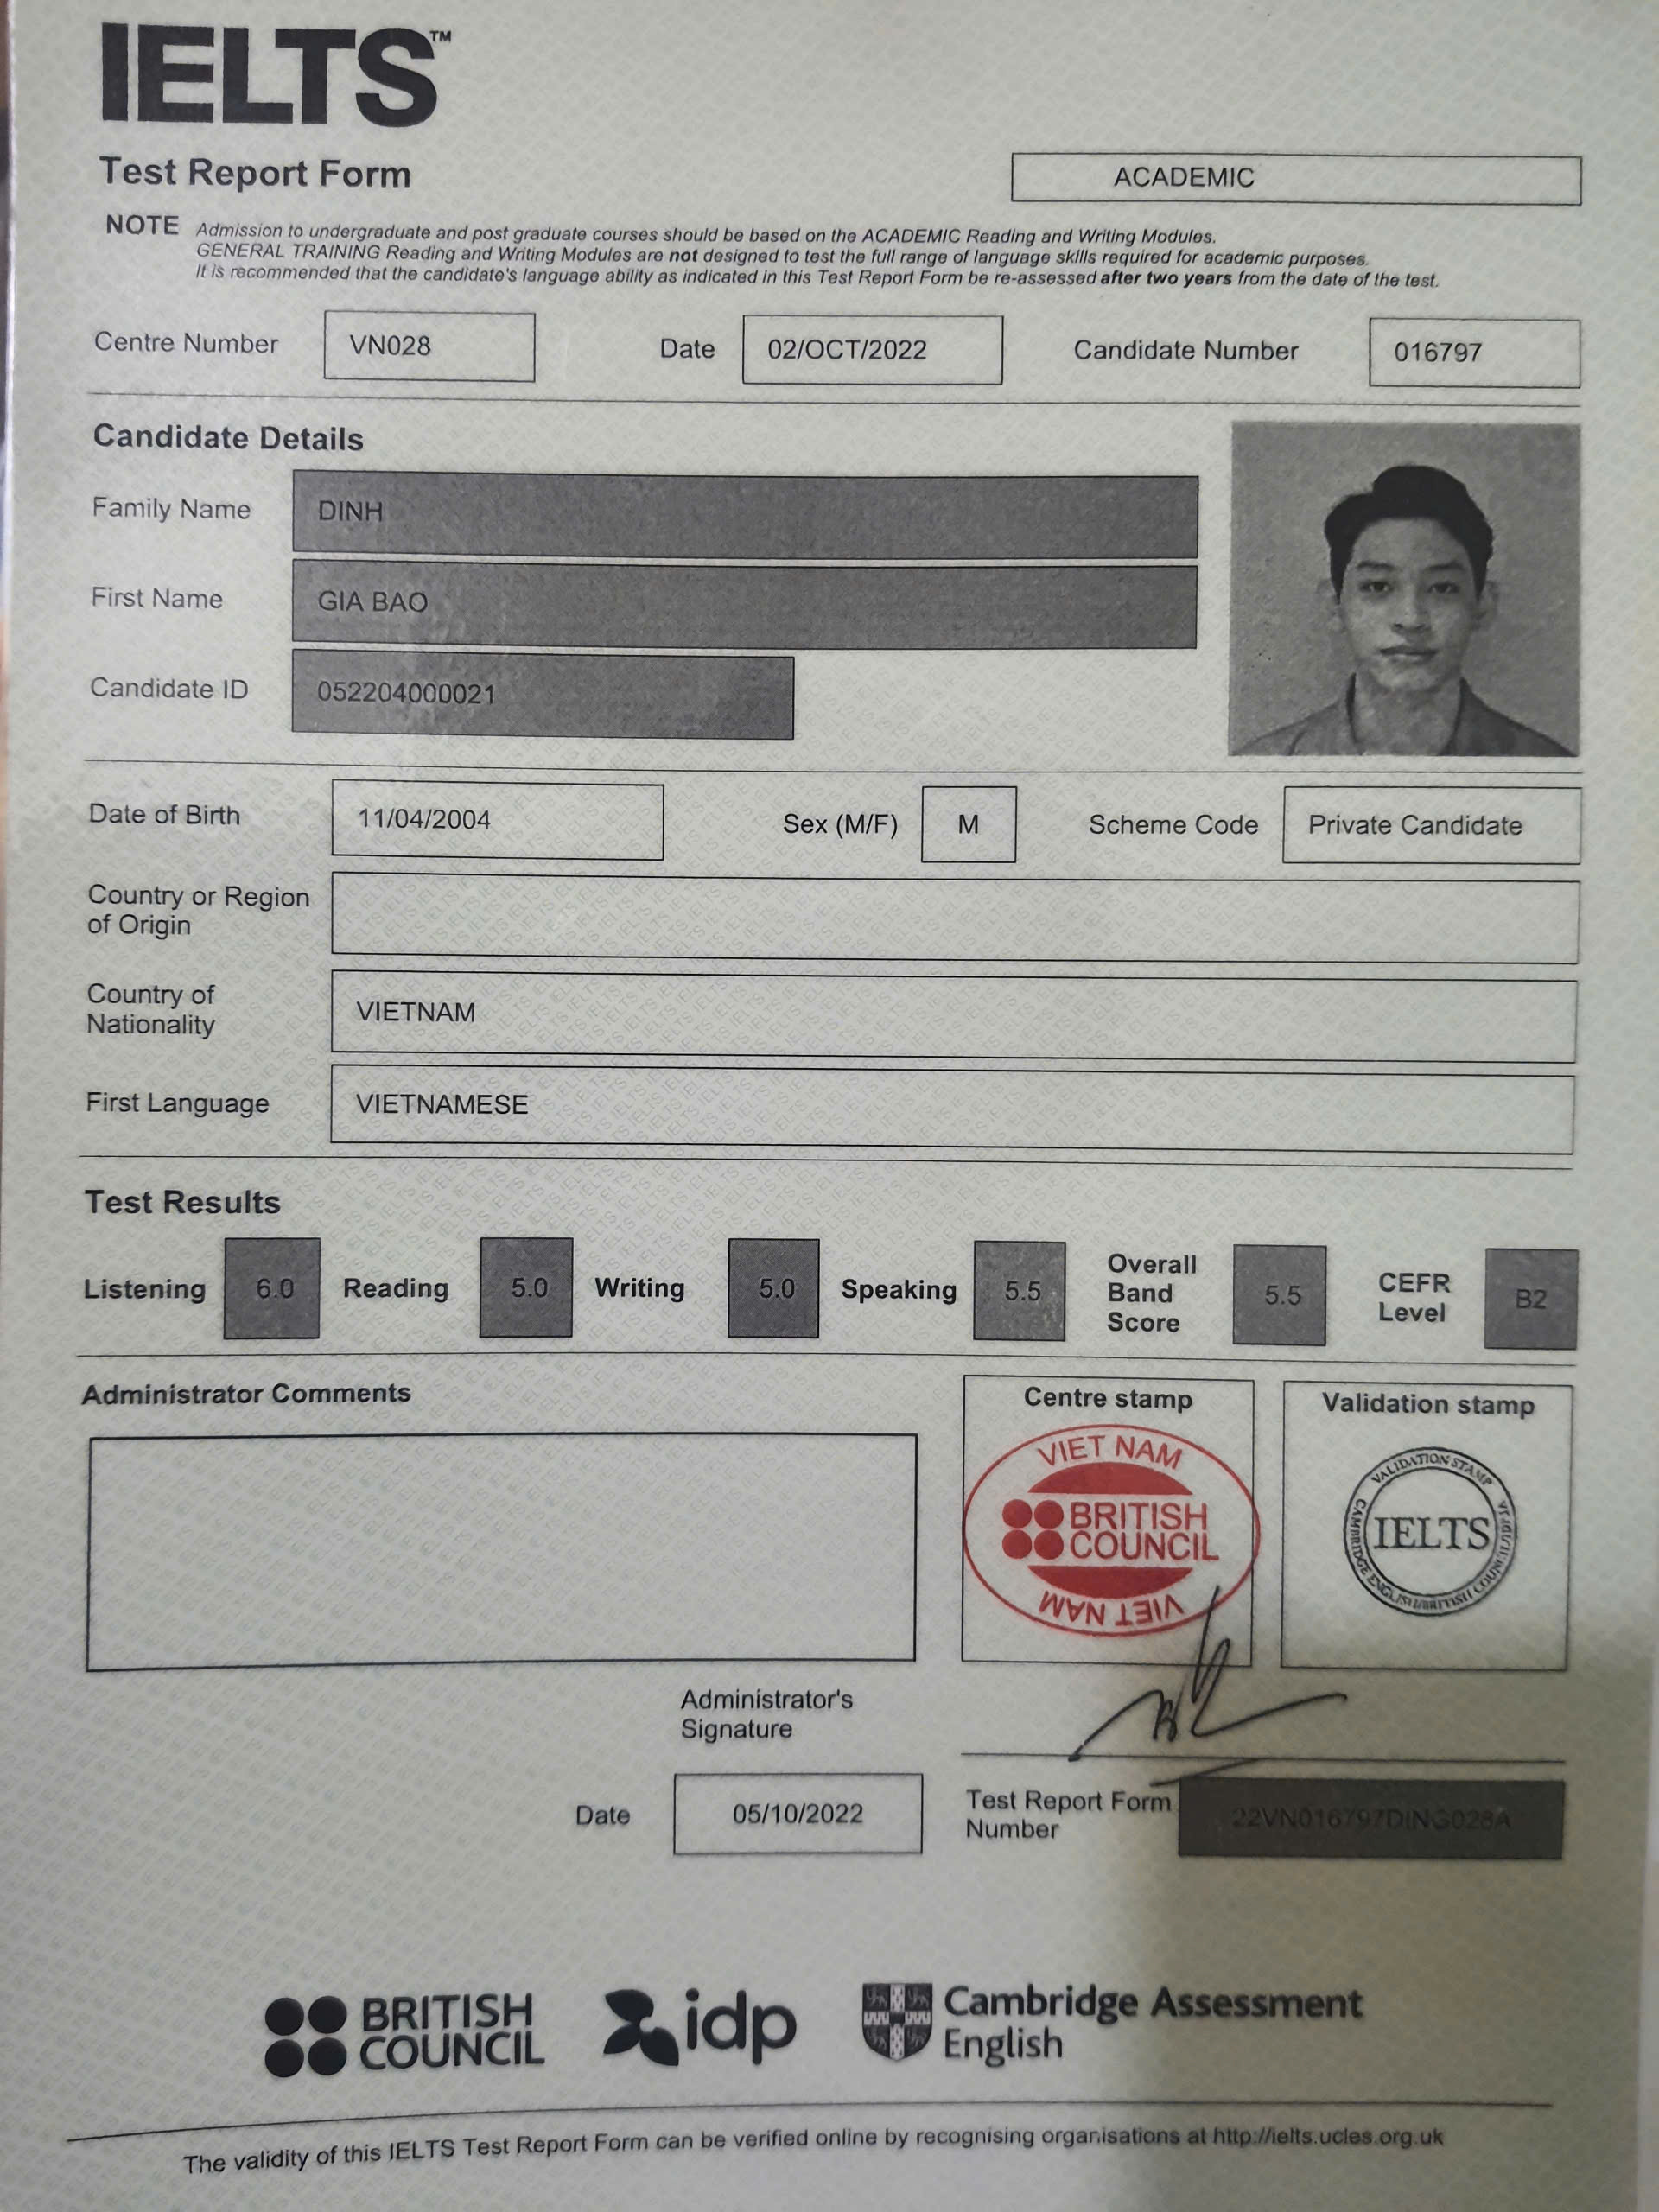 IELTS™
Test Report Form
ACADEMIC
NOTE Admission to undergraduate and post graduate courses should be based on the ACADEMIC Reading and Writing Modules.
GENERAL TRAINING Reading and Writing Modules are not designed to test the full range of language skills required for academic purposes.
It is recommended that the candidate's language ability as indicated in this Test Report Form be re-assessed after two years from the date of the test.
Centre Number VN028 Date 02/OCT/2022 Candidate Number 016797
Candidate Details
Family Name DINH
First Name GIA BAO
Candidate ID 052204000021
Date of Birth 11/04/2004 Sex (M/F) M Scheme Code Private Candidate
Country or Region
of Origin
Country of
Nationality VIETNAM
First Language VIETNAMESE
Test Results
Listening 6.0 Reading 5.0 Writing 5.0 Speaking 5.5 Overall Band Score 5.5 CEFR Level B2
Administrator Comments
Centre stamp
VIET NAM
BRITISH
COUNCIL
VIET NAM
Validation stamp
VALIDATION STAMP
IELTS
CAMBRIDGE ENGLISH/BRITISH COUNCIL/IDP:IA
Administrator's
Signature
Date 05/10/2022
Test Report Form
Number 22VN016797DING028A
BRITISH
COUNCIL
idp
Cambridge Assessment
English
The validity of this IELTS Test Report Form can be verified online by recognising organisations at http://ielts.ucles.org.uk